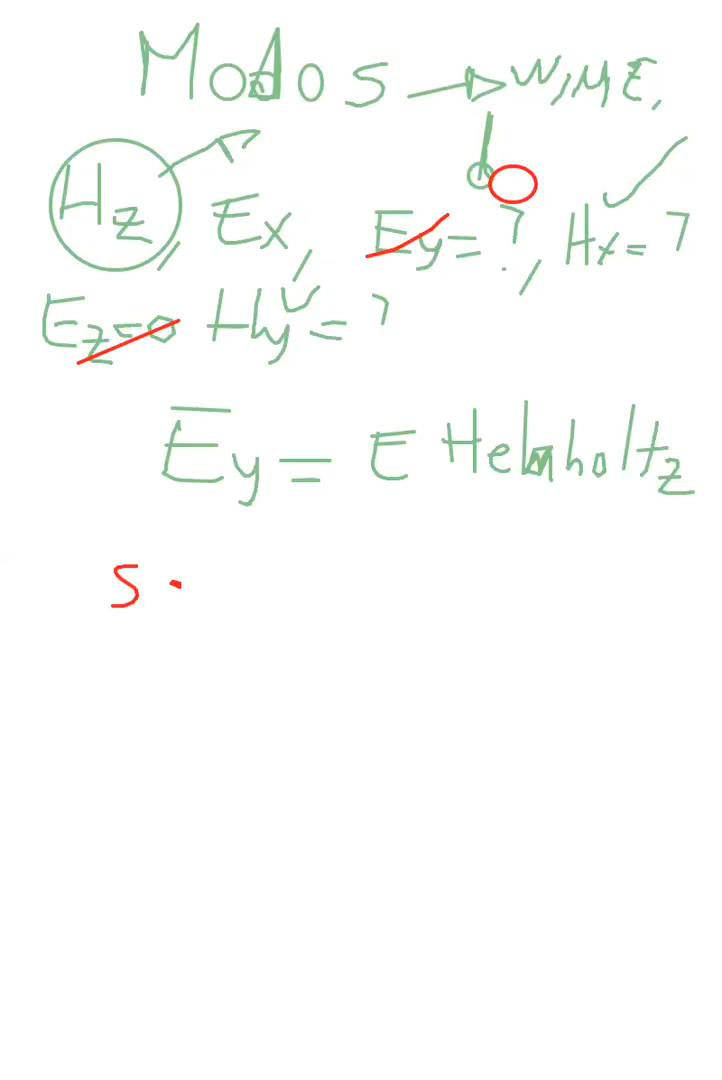 Modos → W, μ, ε,
Hz, Ex, Ey = ?, Hx = ?
Ez=0 Hy = ?
Ey = E Helmholtz
S